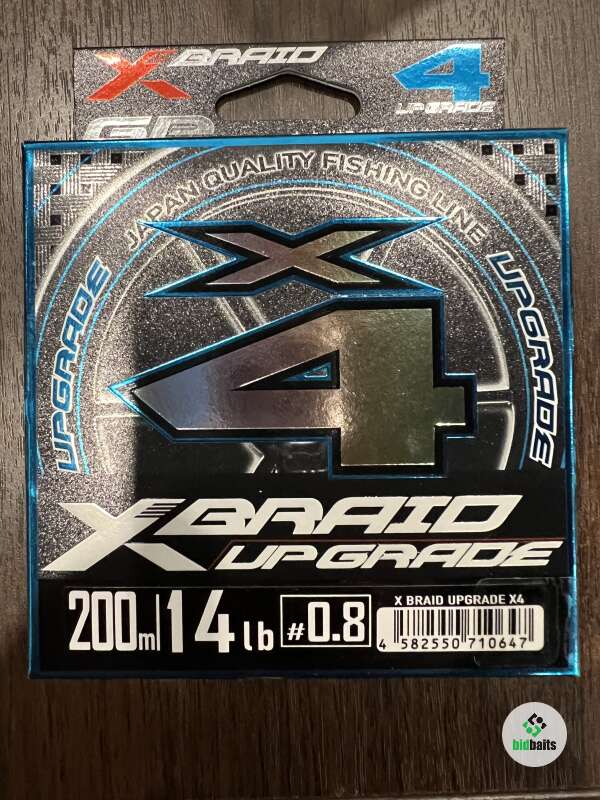 X BRAID
4
UPGRADE
JAPAN QUALITY FISHING LINE
UPGRADE
UPGRADE
X
4
X BRAID
UPGRADE
200m 14lb #0.8
X BRAID UPGRADE X4
4 582550 710647
bidbaits